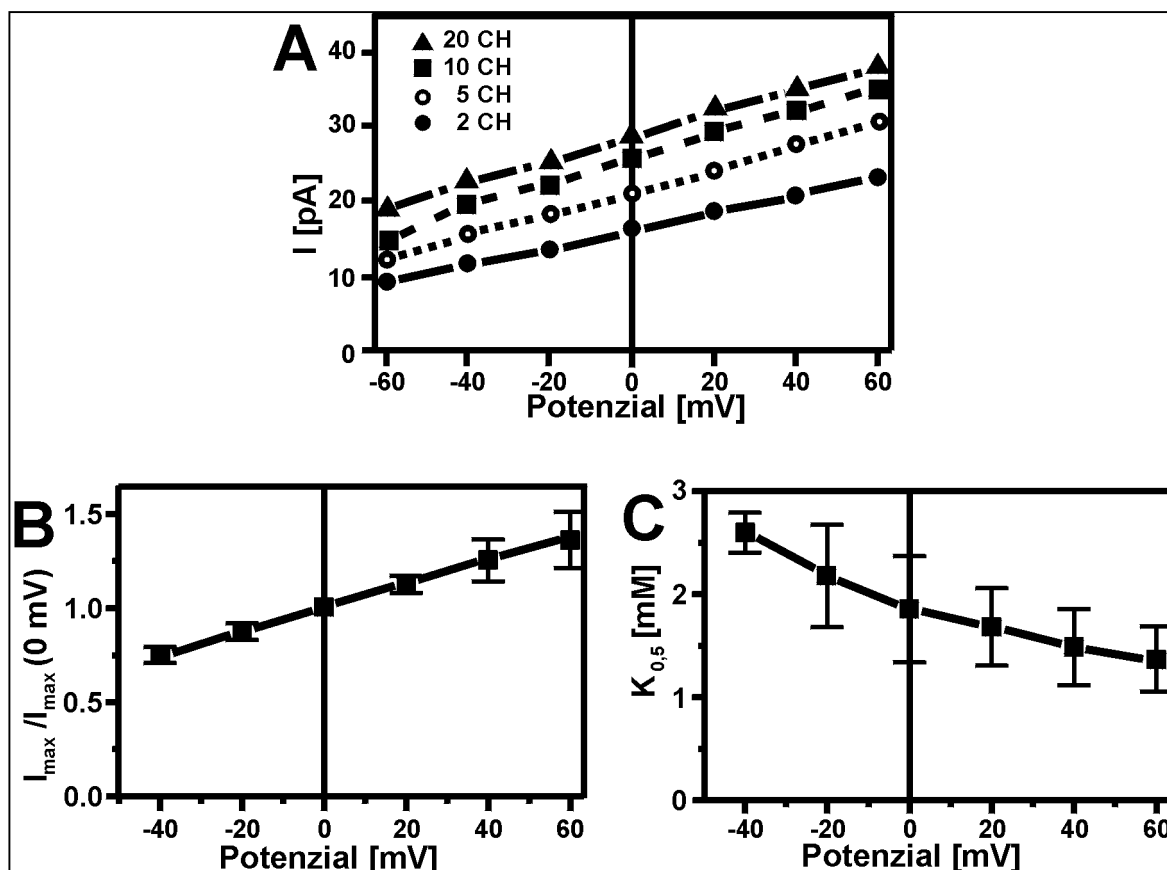 A
20 CH
10 CH
5 CH
2 CH
I [pA]
40
30
20
10
0
-60 -40 -20 0 20 40 60
Potenzial [mV]
B
I_max /I_max (0 mV)
1.5
1.0
0.5
0.0
-40 -20 0 20 40 60
Potenzial [mV]
C
K_0,5 [mM]
3
2
1
0
-40 -20 0 20 40 60
Potenzial [mV]